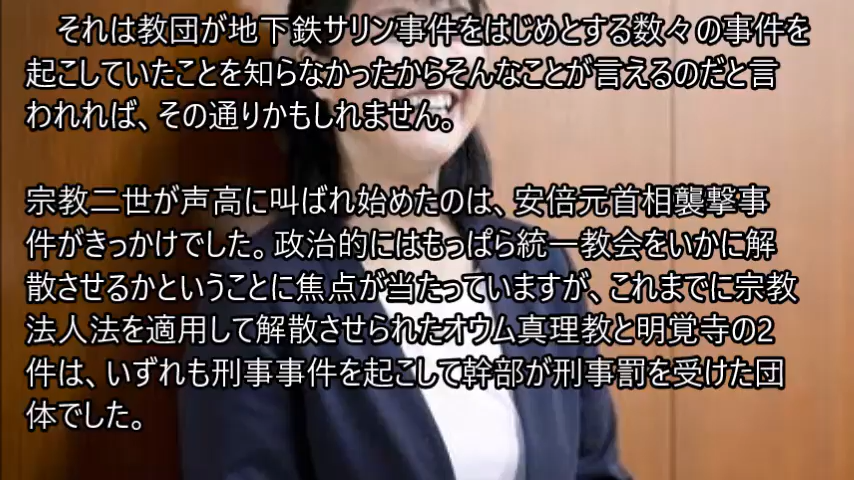 それは教団が地下鉄サリン事件をはじめとする数々の事件を
起こしていたことを知らなかったからそんなことが言えるのだと言
われれば、その通りかもしれません。
宗教二世が声高に叫ばれ始めたのは、安倍元首相襲撃事
件がきっかけでした。政治的にはもっぱら統一教会をいかに解
散させるかということに焦点が当たっていますが、これまでに宗教
法人法を適用して解散させられたオウム真理教と明覚寺の2
件は、いずれも刑事事件を起こして幹部が刑事罰を受けた団
体でした。